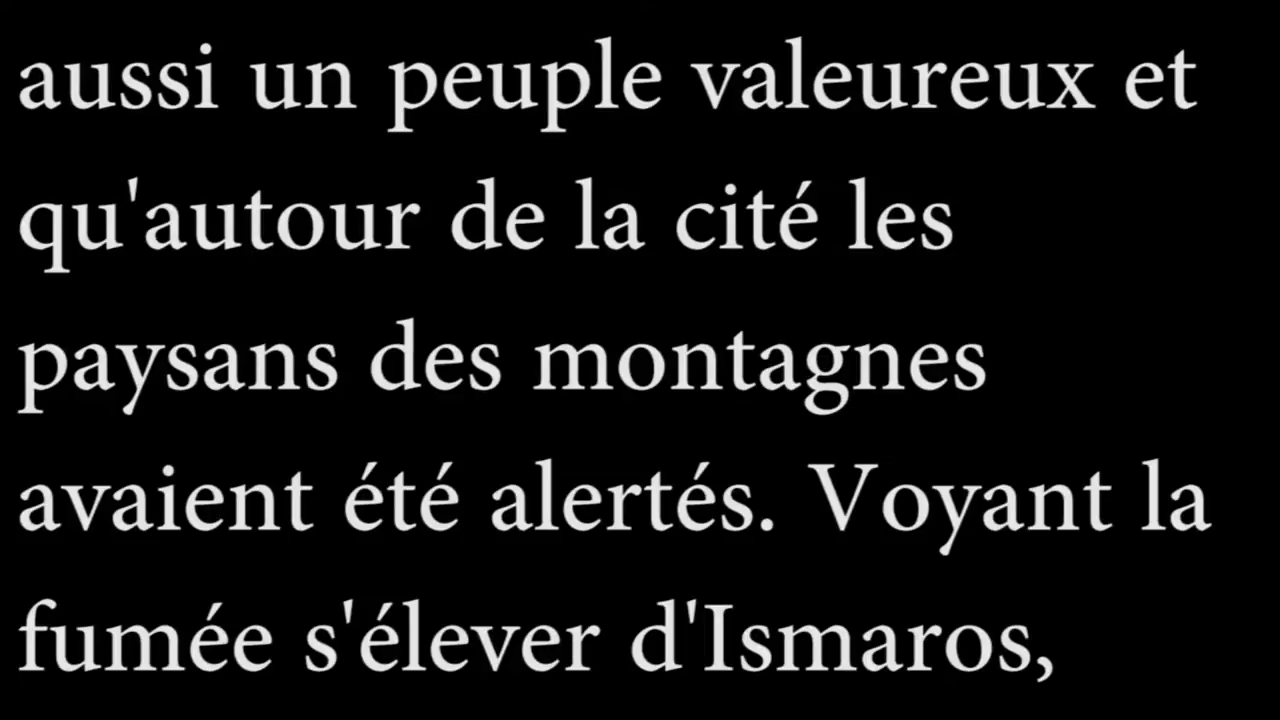 aussi un peuple valeureux et
qu'autour de la cité les
paysans des montagnes
avaient été alertés. Voyant la
fumée s'élever d'Ismaros,